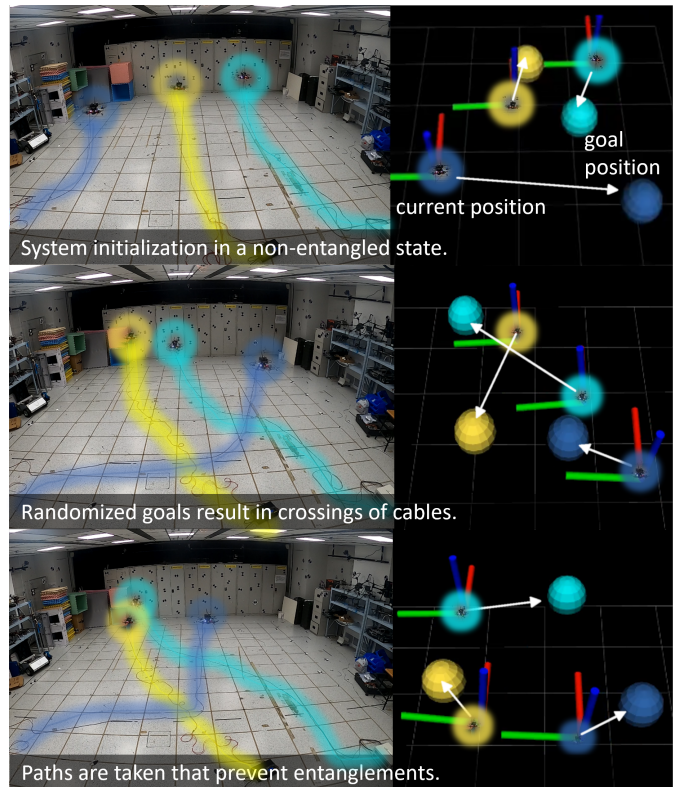 goal
position
current position
System initialization in a non-entangled state.
Randomized goals result in crossings of cables.
Paths are taken that prevent entanglements.